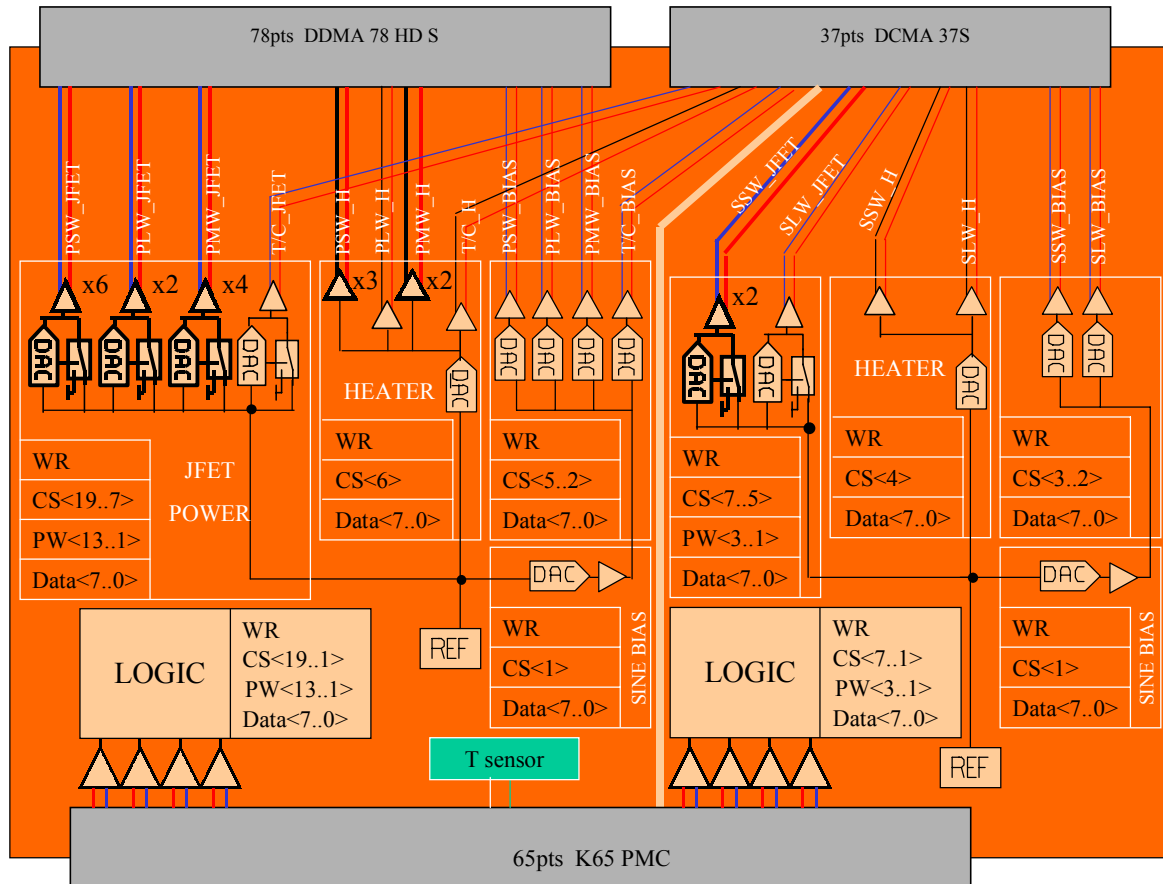 78pts DDMA 78 HD S
37pts DCMA 37S
PSW_JFET
PLW_JFET
PMW_JFET
T/C_JFET
PSW_H
PLW_H
PMW_H
T/C_H
PSW_BIAS
PLW_BIAS
PMW_BIAS
T/C_BIAS
SSW_JFET
SLW_JFET
SSW_H
SLW_H
SSW_BIAS
SLW_BIAS
x6
x2
x4
x3
x2
x2
DAC
DAC
DAC
DAC
DAC
DAC
DAC
DAC
DAC
DAC
DAC
DAC
DAC
DAC
HEATER
HEATER
JFET
POWER
WR
CS<19..7>
PW<13..1>
Data<7..0>
WR
CS<6>
Data<7..0>
WR
CS<5..2>
Data<7..0>
WR
CS<7..5>
PW<3..1>
Data<7..0>
WR
CS<4>
Data<7..0>
WR
CS<3..2>
Data<7..0>
DAC
DAC
REF
WR
CS<1>
Data<7..0>
SINE BIAS
WR
CS<1>
Data<7..0>
SINE BIAS
LOGIC
WR
CS<19..1>
PW<13..1>
Data<7..0>
LOGIC
WR
CS<7..1>
PW<3..1>
Data<7..0>
T sensor
REF
65pts K65 PMC